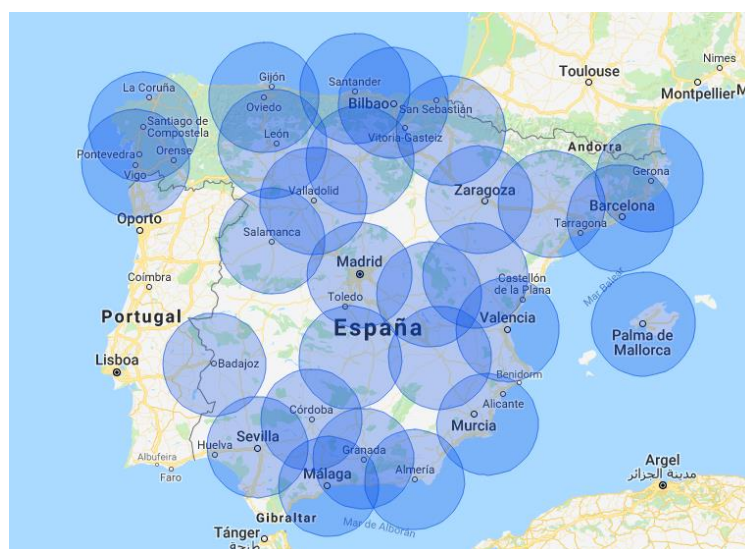 Nimes
Toulouse
Montpellier
M
Gijón
Santander
La Coruña
Oviedo
Bilbao
San Sebastián
Santiago de
Compostela
León
Vitoria-Gasteiz
Andorra
Pontevedra
Orense
Vigo
Gerona
Valladolid
Zaragoza
Barcelona
Oporto
Tarragona
Salamanca
Madrid
Castellón
de la Plana
Mar Balear
Coímbra
Toledo
Portugal
España
Valencia
Palma de
Mallorca
Lisboa
Badajoz
Benidorm
Alicante
Córdoba
Murcia
Sevilla
Huelva
Granada
Albufeira
Faro
Málaga
Almería
Argel
مدينة الجزائر
Gibraltar
Mar de Alborán
Tánger
طنجة